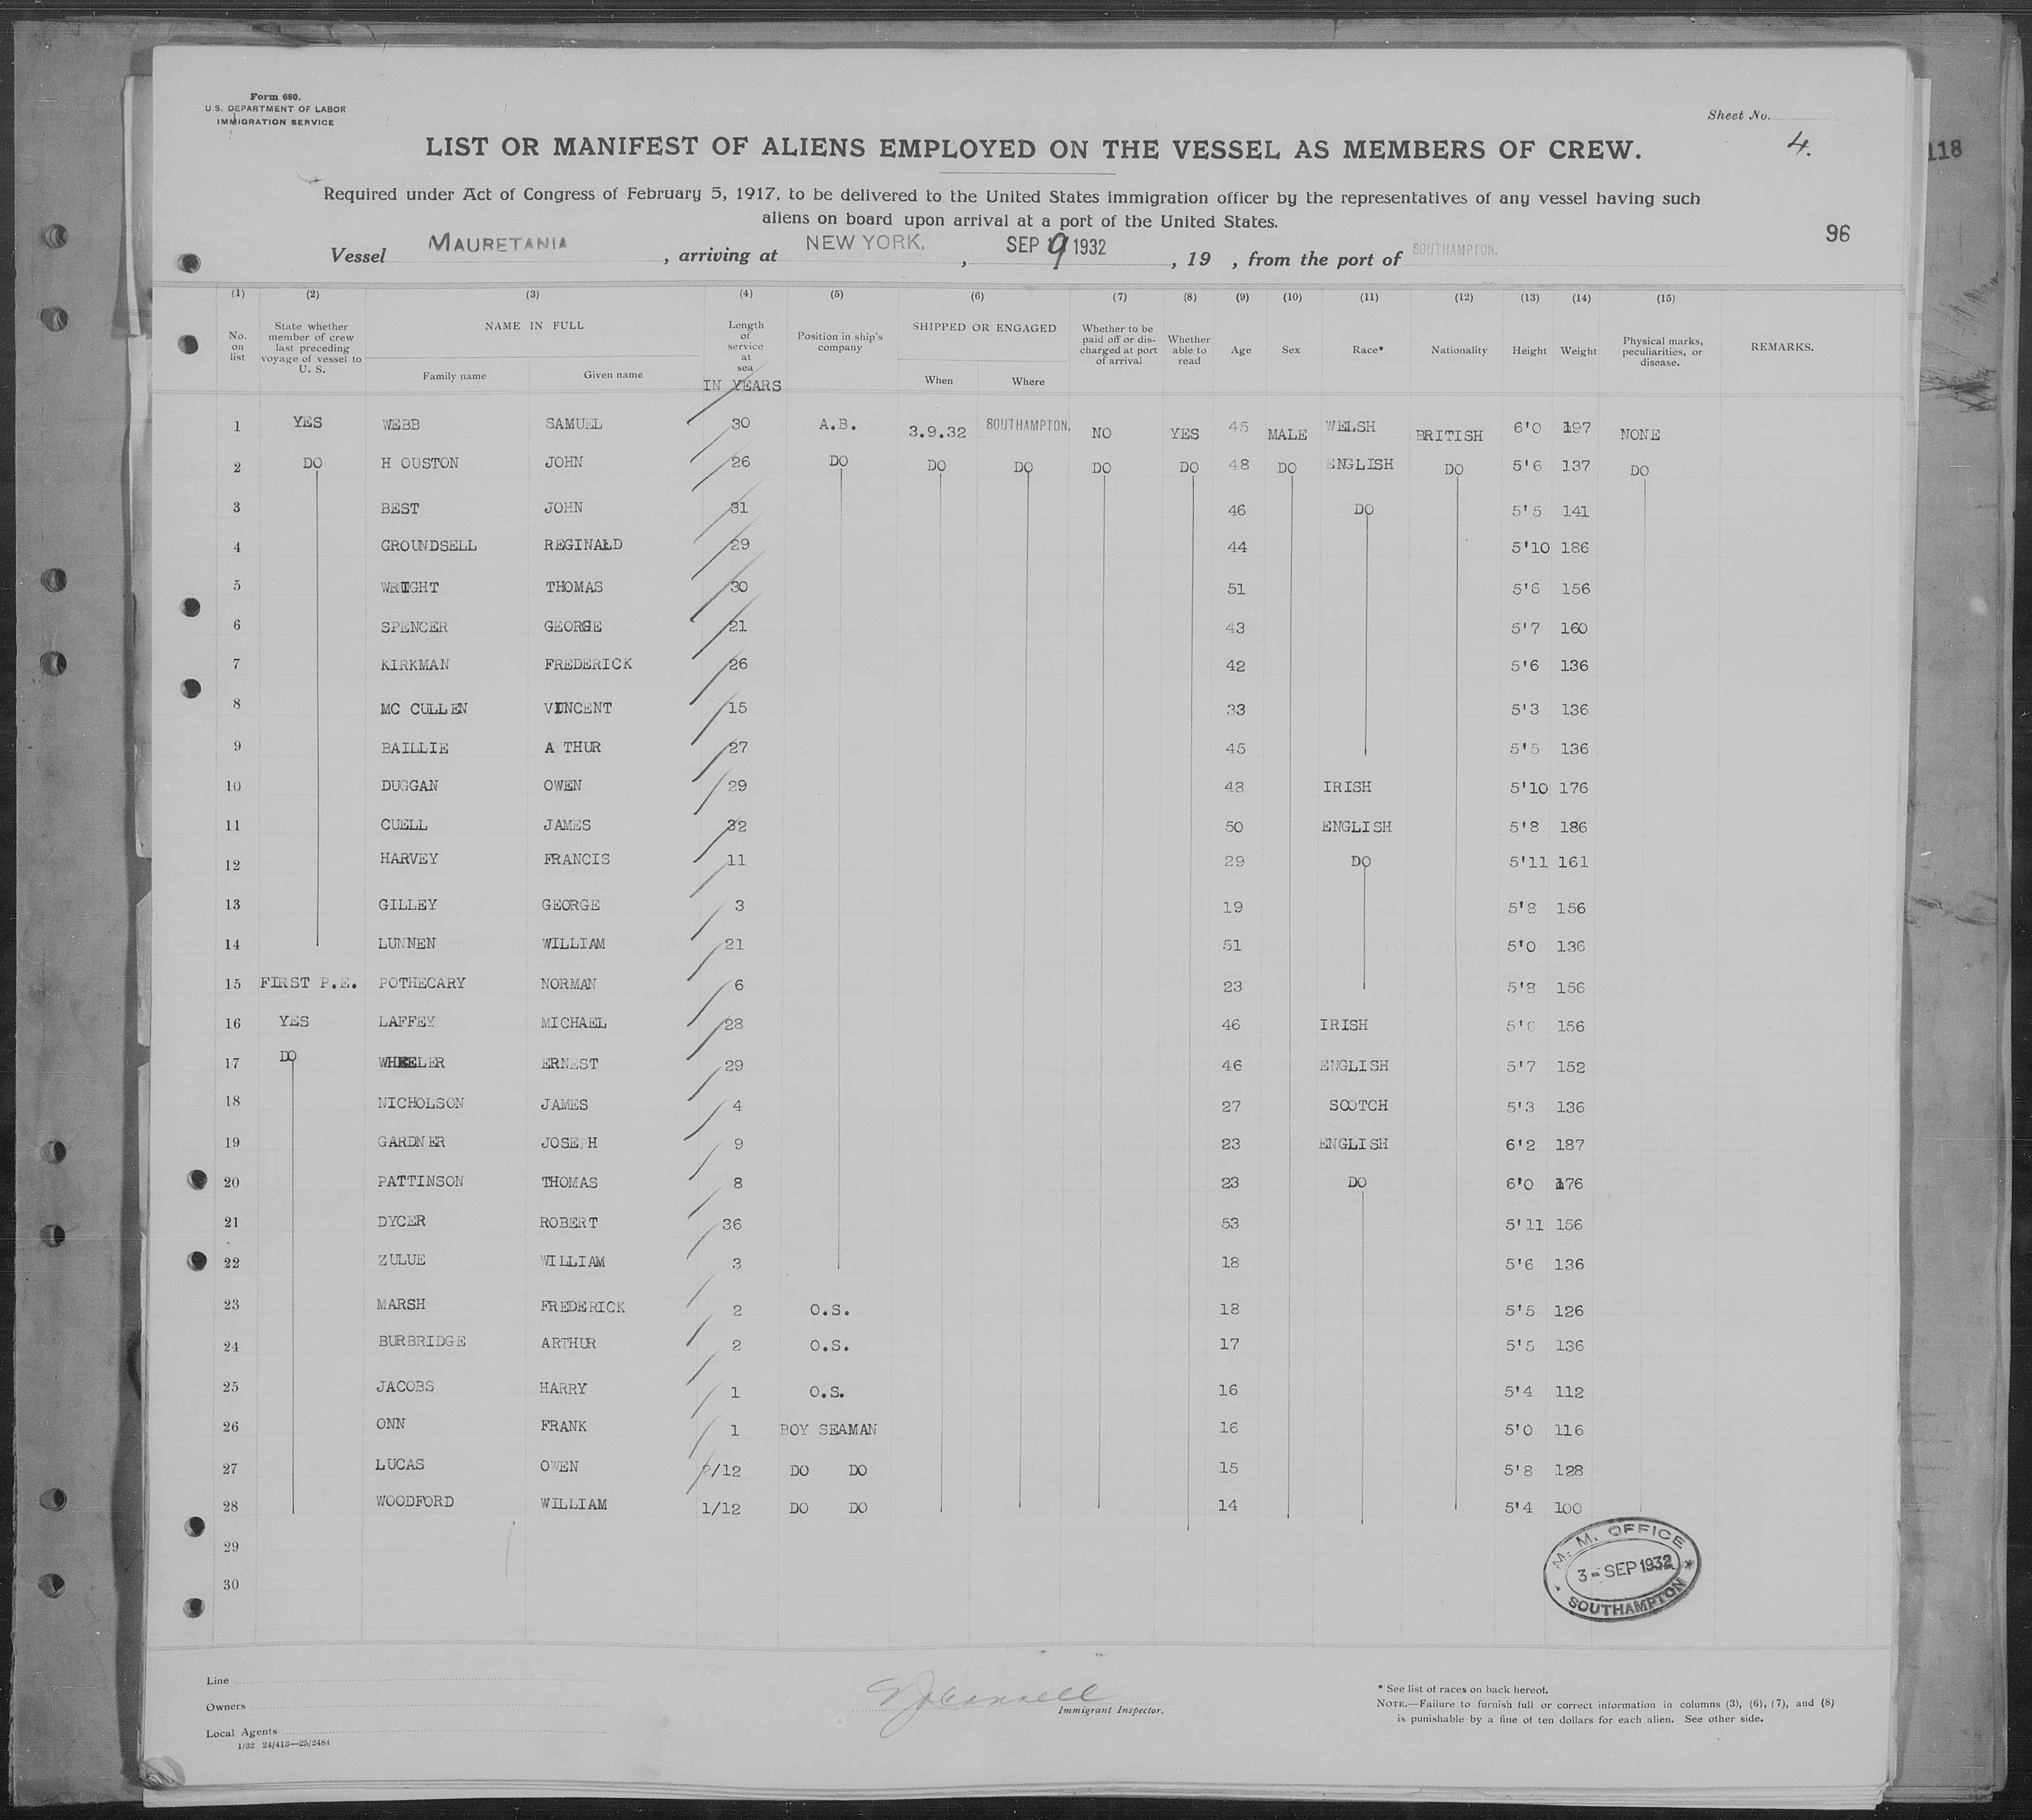 Form 680.
U.S. DEPARTMENT OF LABOR
IMMIGRATION SERVICE
Sheet No.
4.
LIST OR MANIFEST OF ALIENS EMPLOYED ON THE VESSEL AS MEMBERS OF CREW.
118
Required under Act of Congress of February 5, 1917, to be delivered to the United States immigration officer by the representatives of any vessel having such
aliens on board upon arrival at a port of the United States.
96
Vessel MAURETANIA, arriving at NEW YORK., SEP 9 1932, 19 , from the port of SOUTHAMPTON.
(1) (2) (3) (4) (5) (6) (7) (8) (9) (10) (11) (12) (13) (14) (15)
No. on list State whether member of crew last preceding voyage of vessel to U. S. NAME IN FULL Family name Given name Length of service at sea IN YEARS Position in ship's company SHIPPED OR ENGAGED When Where Whether to be paid off or discharged at port of arrival Whether able to read Age Sex Race* Nationality Height Weight Physical marks, peculiarities, or disease. REMARKS.
1 YES WEBB SAMUEL 30 A.B. 3.9.32 SOUTHAMPTON. NO YES 45 MALE WELSH BRITISH 6'0 197 NONE
2 DO H OUSTON JOHN 26 DO DO DO DO DO 48 DO ENGLISH DO 5'6 137 DO
3 BEST JOHN 31 46 DO 5'5 141
4 GROUNDSELL REGINALD 29 44 5'10 186
5 WRIGHT THOMAS 30 51 5'6 156
6 SPENCER GEORGE 21 43 5'7 160
7 KIRKMAN FREDERICK 26 42 5'6 136
8 MC CULLEN VINCENT 15 33 5'3 136
9 BAILLIE A THUR 27 45 5'5 136
10 DUGGAN OWEN 29 48 IRISH 5'10 176
11 CUELL JAMES 32 50 ENGLISH 5'8 186
12 HARVEY FRANCIS 11 29 DO 5'11 161
13 GILLEY GEORGE 3 19 5'8 156
14 LUNNEN WILLIAM 21 51 5'0 136
15 FIRST P.E. POTHECARY NORMAN 6 23 5'8 156
16 YES LAFFEY MICHAEL 28 46 IRISH 5'6 156
17 DO WHEELER ERNEST 29 46 ENGLISH 5'7 152
18 NICHOLSON JAMES 4 27 SCOTCH 5'3 136
19 GARDNER JOSEPH 9 23 ENGLISH 6'2 187
20 PATTINSON THOMAS 8 23 DO 6'0 176
21 DYCER ROBERT 36 53 5'11 156
22 ZULUE WILLIAM 3 18 5'6 136
23 MARSH FREDERICK 2 O.S. 18 5'5 126
24 BURBRIDGE ARTHUR 2 O.S. 17 5'5 136
25 JACOBS HARRY 1 O.S. 16 5'4 112
26 ONN FRANK 1 BOY SEAMAN 16 5'0 116
27 LUCAS OWEN 2/12 DO DO 15 5'8 128
28 WOODFORD WILLIAM 1/12 DO DO 14 5'4 100
29
30
M. M. OFFICE
3 - SEP 1932
SOUTHAMPTON
Line
Owners
Local Agents
1/32 24/413—25/2484
Immigrant Inspector.
* See list of races on back hereof.
NOTE.—Failure to furnish full or correct information in columns (3), (6), (7), and (8)
is punishable by a fine of ten dollars for each alien. See other side.